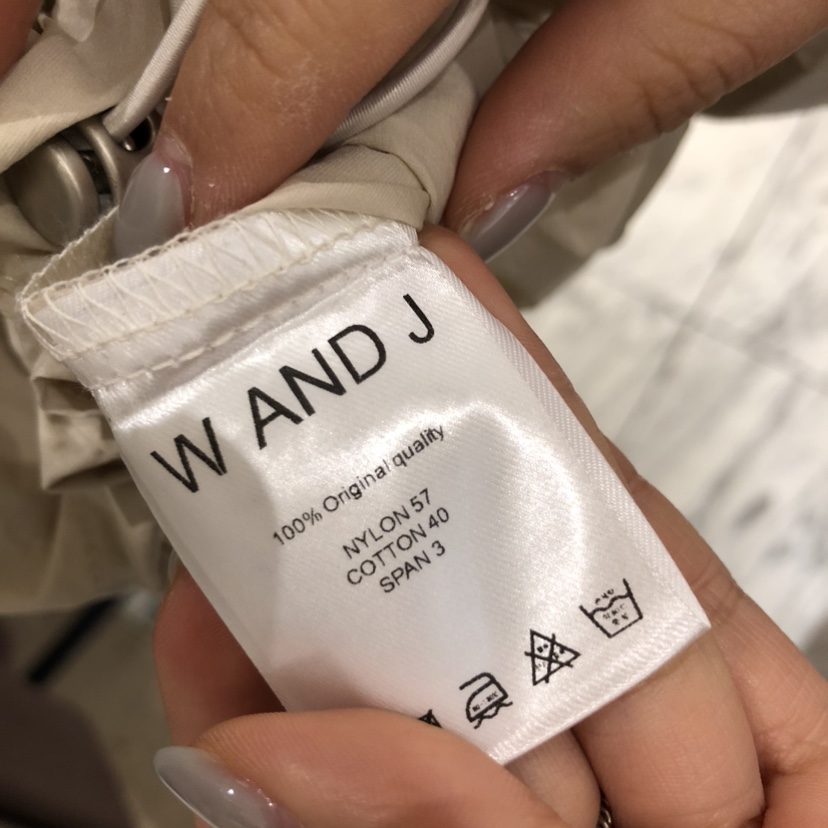 W AND J
100% Original quality
NYLON 57
COTTON 40
SPAN 3